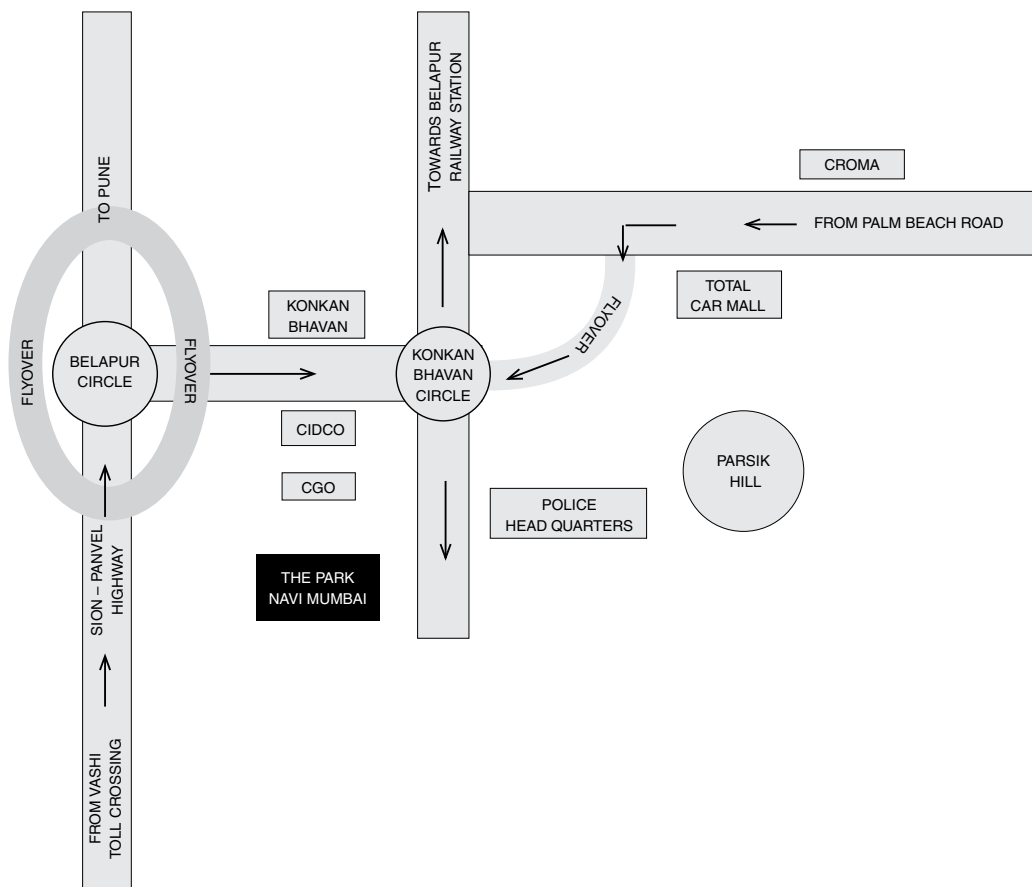 TOWARDS BELAPUR
RAILWAY STATION
TO PUNE
CROMA
FROM PALM BEACH ROAD
TOTAL
CAR MALL
KONKAN
BHAVAN
FLYOVER
FLYOVER
BELAPUR
CIRCLE
FLYOVER
KONKAN
BHAVAN
CIRCLE
CIDCO
CGO
PARSIK
HILL
POLICE
HEAD QUARTERS
SION – PANVEL
HIGHWAY
THE PARK
NAVI MUMBAI
FROM VASHI
TOLL CROSSING